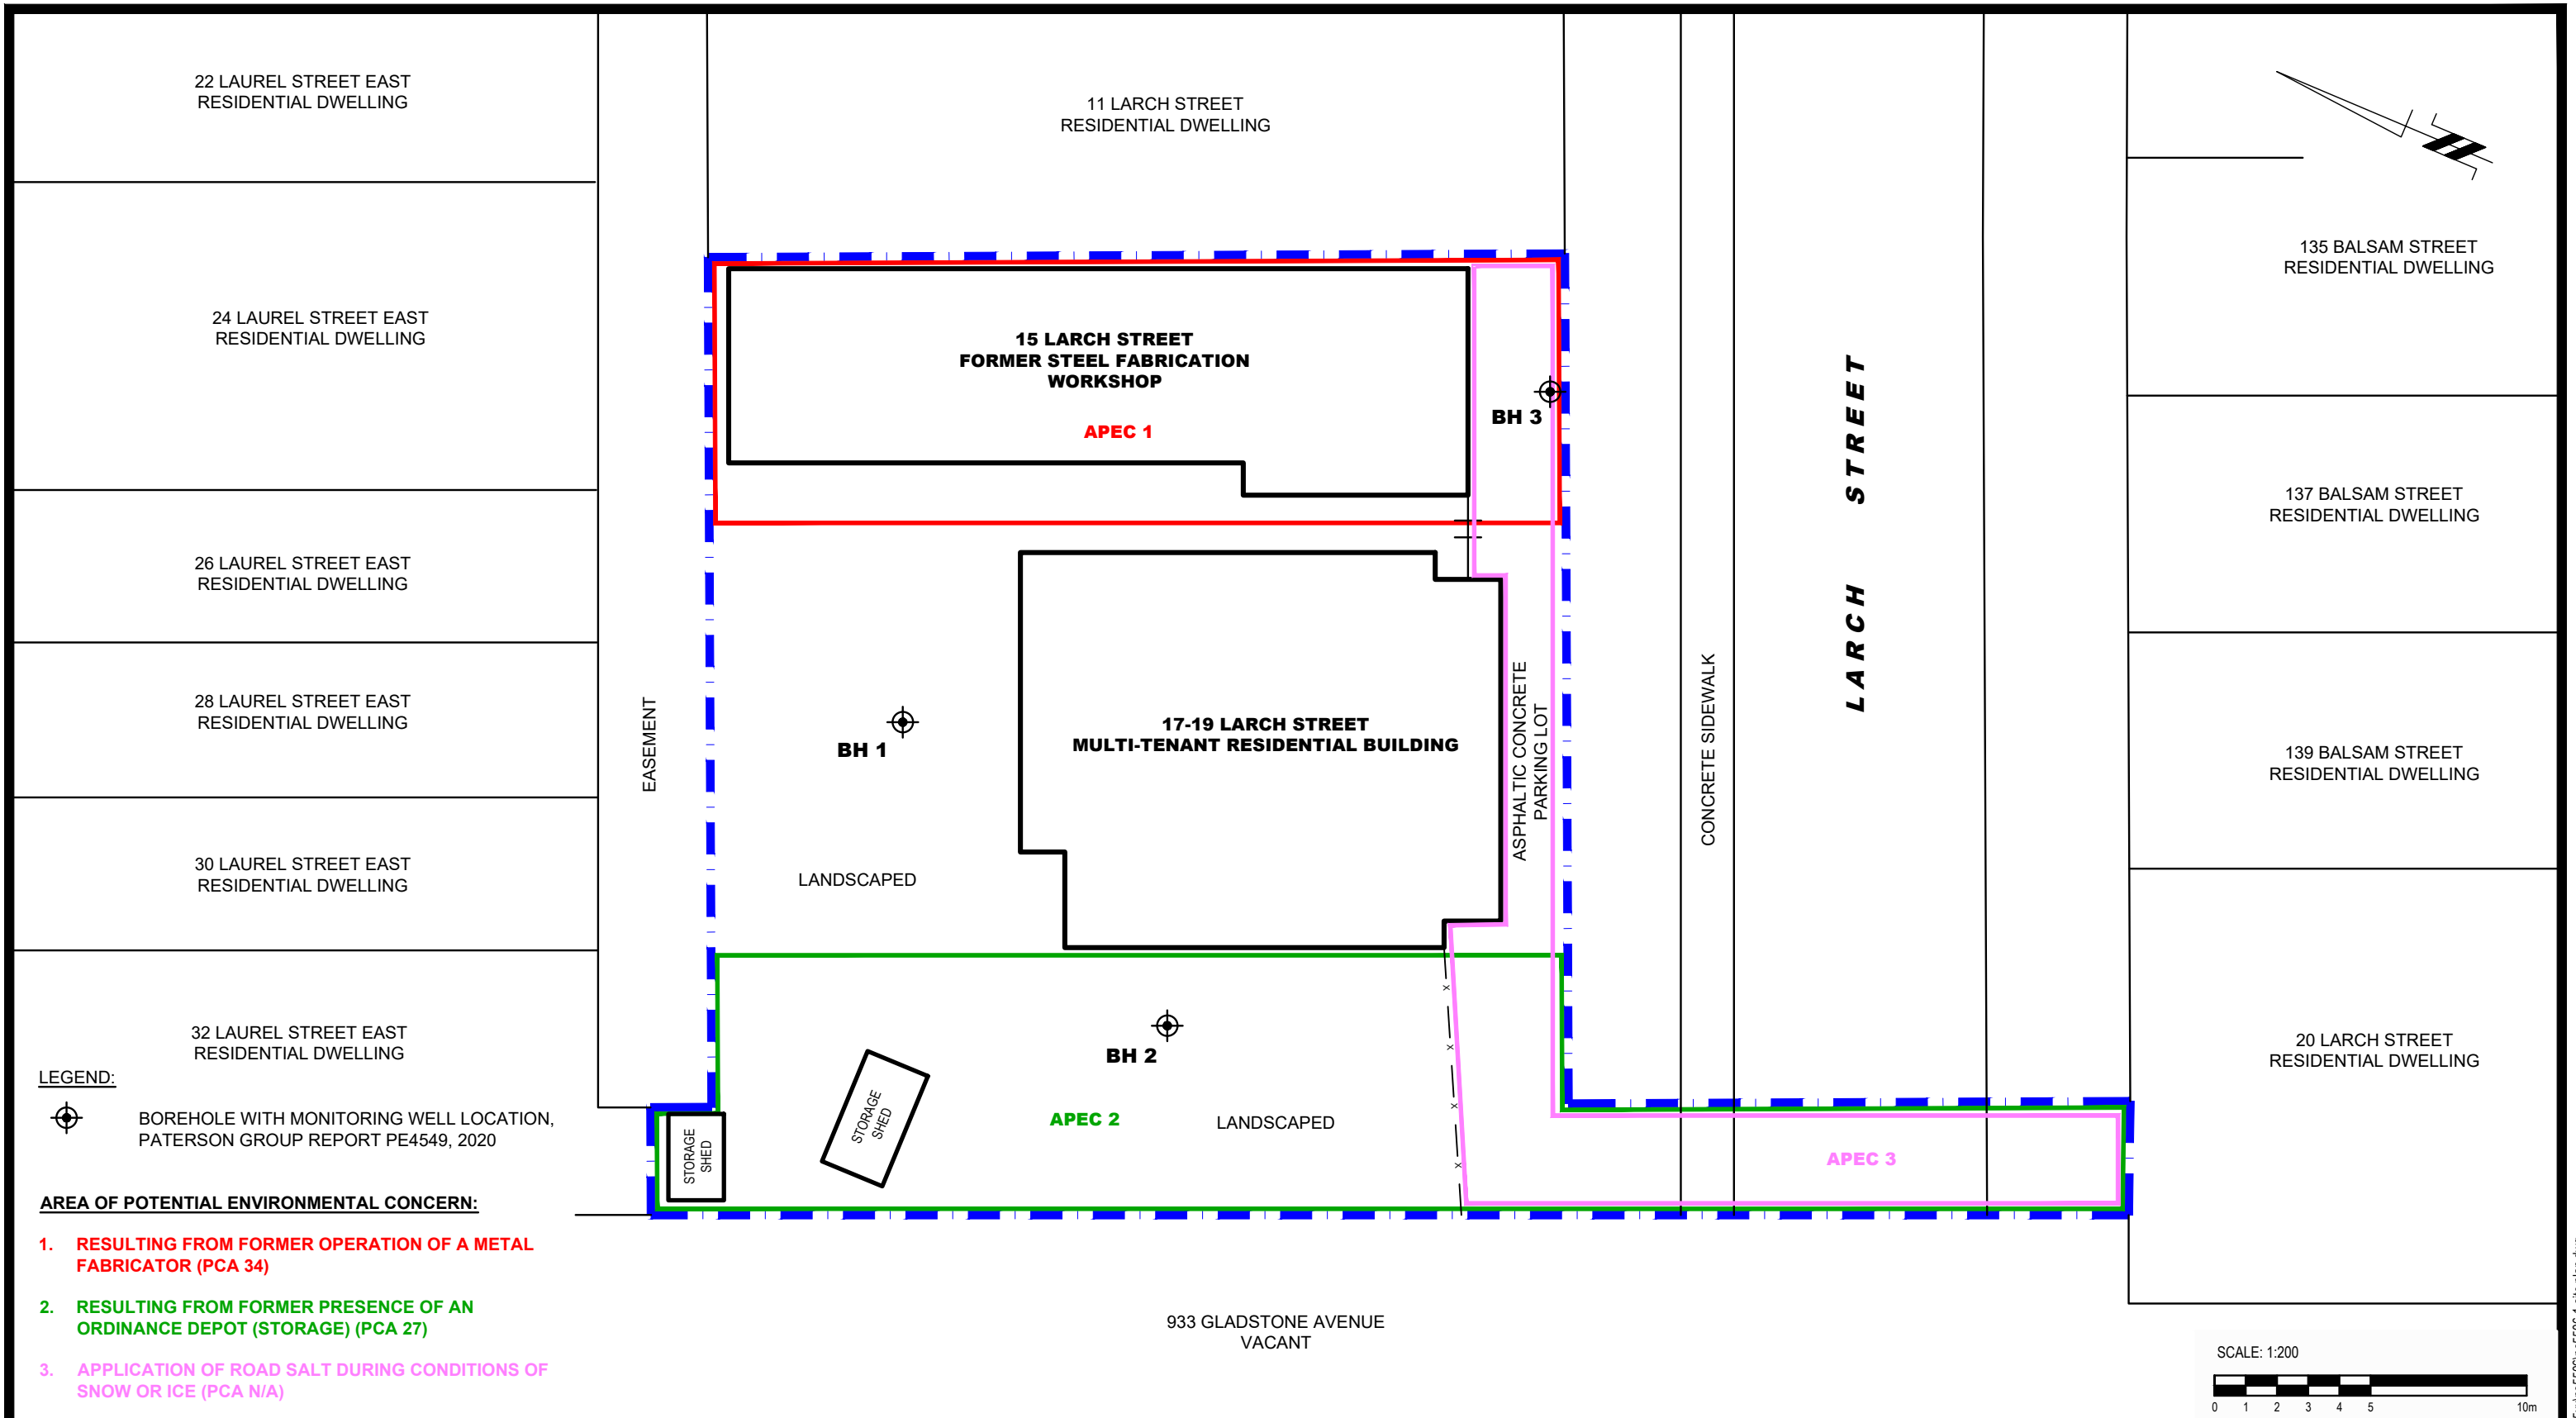 22 LAUREL STREET EAST
RESIDENTIAL DWELLING
11 LARCH STREET
RESIDENTIAL DWELLING
24 LAUREL STREET EAST
RESIDENTIAL DWELLING
135 BALSAM STREET
RESIDENTIAL DWELLING
15 LARCH STREET
FORMER STEEL FABRICATION
WORKSHOP
APEC 1
BH 3
LARCH STREET
137 BALSAM STREET
RESIDENTIAL DWELLING
26 LAUREL STREET EAST
RESIDENTIAL DWELLING
28 LAUREL STREET EAST
RESIDENTIAL DWELLING
EASEMENT
BH 1
17-19 LARCH STREET
MULTI-TENANT RESIDENTIAL BUILDING
ASPHALTIC CONCRETE
PARKING LOT
CONCRETE SIDEWALK
139 BALSAM STREET
RESIDENTIAL DWELLING
30 LAUREL STREET EAST
RESIDENTIAL DWELLING
LANDSCAPED
32 LAUREL STREET EAST
RESIDENTIAL DWELLING
BH 2
20 LARCH STREET
RESIDENTIAL DWELLING
STORAGE
SHED
STORAGE
SHED
APEC 2
LANDSCAPED
X
X
X
X
APEC 3
LEGEND:
BOREHOLE WITH MONITORING WELL LOCATION,
PATERSON GROUP REPORT PE4549, 2020
AREA OF POTENTIAL ENVIRONMENTAL CONCERN:
1. RESULTING FROM FORMER OPERATION OF A METAL
FABRICATOR (PCA 34)
2. RESULTING FROM FORMER PRESENCE OF AN
ORDINANCE DEPOT (STORAGE) (PCA 27)
3. APPLICATION OF ROAD SALT DURING CONDITIONS OF
SNOW OR ICE (PCA N/A)
933 GLADSTONE AVENUE
VACANT
SCALE: 1:200
0 1 2 3 4 5 10m